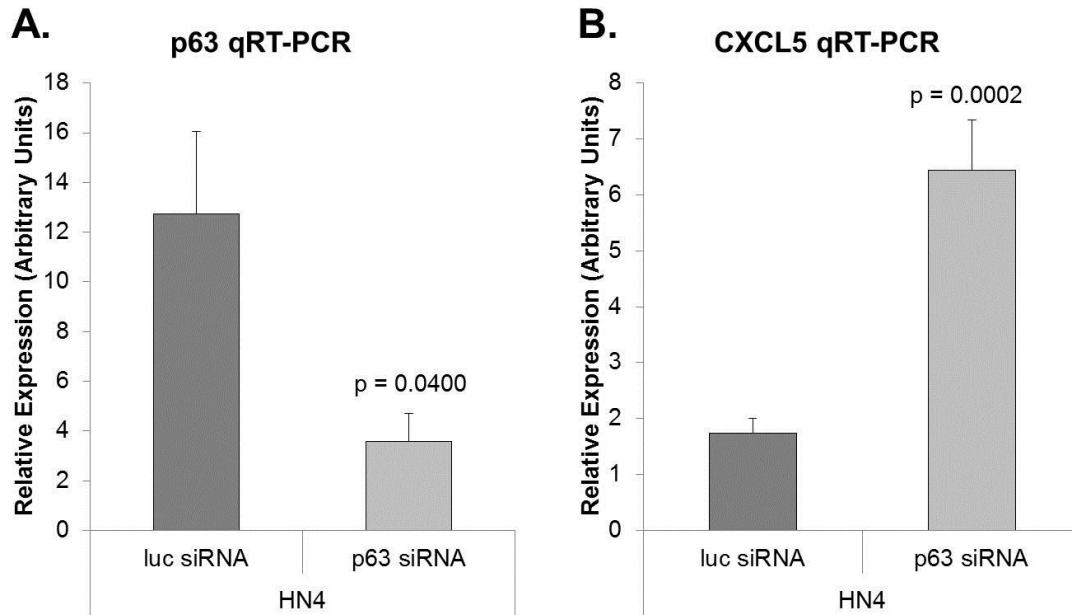 A.
p63 qRT-PCR
Relative Expression (Arbitrary Units)
18
16
14
12
10
8
6
4
2
0
p = 0.0400
luc siRNA
p63 siRNA
HN4
B.
CXCL5 qRT-PCR
Relative Expression (Arbitrary Units)
8
7
6
5
4
3
2
1
0
p = 0.0002
luc siRNA
p63 siRNA
HN4